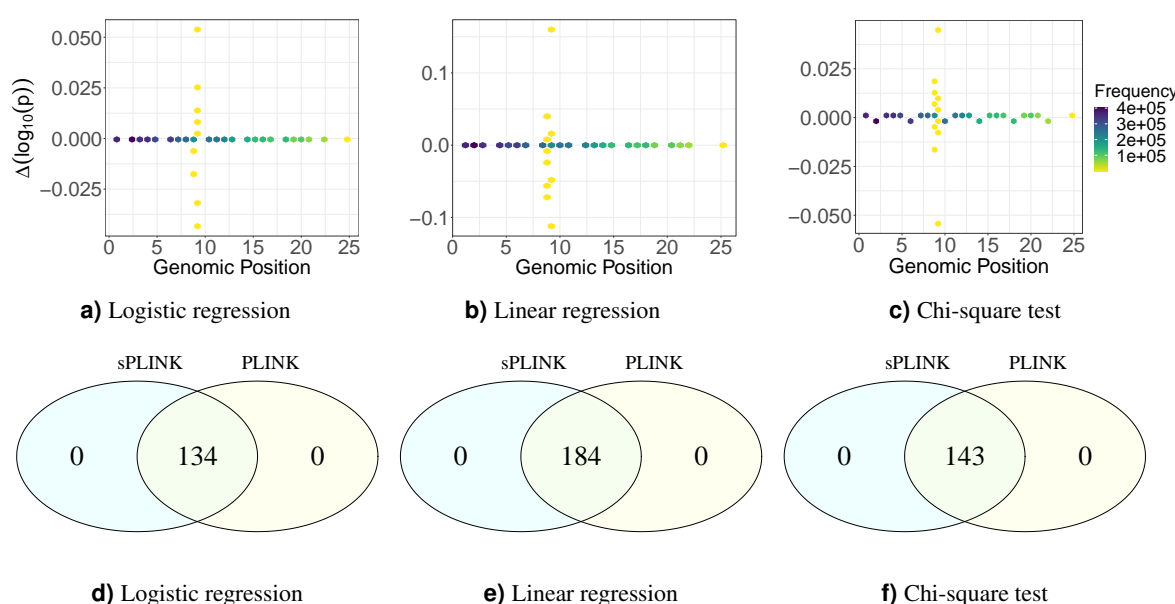 Δ(log10(p))
0.050
0.025
0.000
−0.025
0 5 10 15 20 25
Genomic Position
0.1
0.0
−0.1
0 5 10 15 20 25
Genomic Position
0.025
0.000
−0.025
−0.050
0 5 10 15 20 25
Genomic Position
Frequency
4e+05
3e+05
2e+05
1e+05
a) Logistic regression
b) Linear regression
c) Chi-square test
sPLINK PLINK
0 134 0
sPLINK PLINK
0 184 0
sPLINK PLINK
0 143 0
d) Logistic regression
e) Linear regression
f) Chi-square test